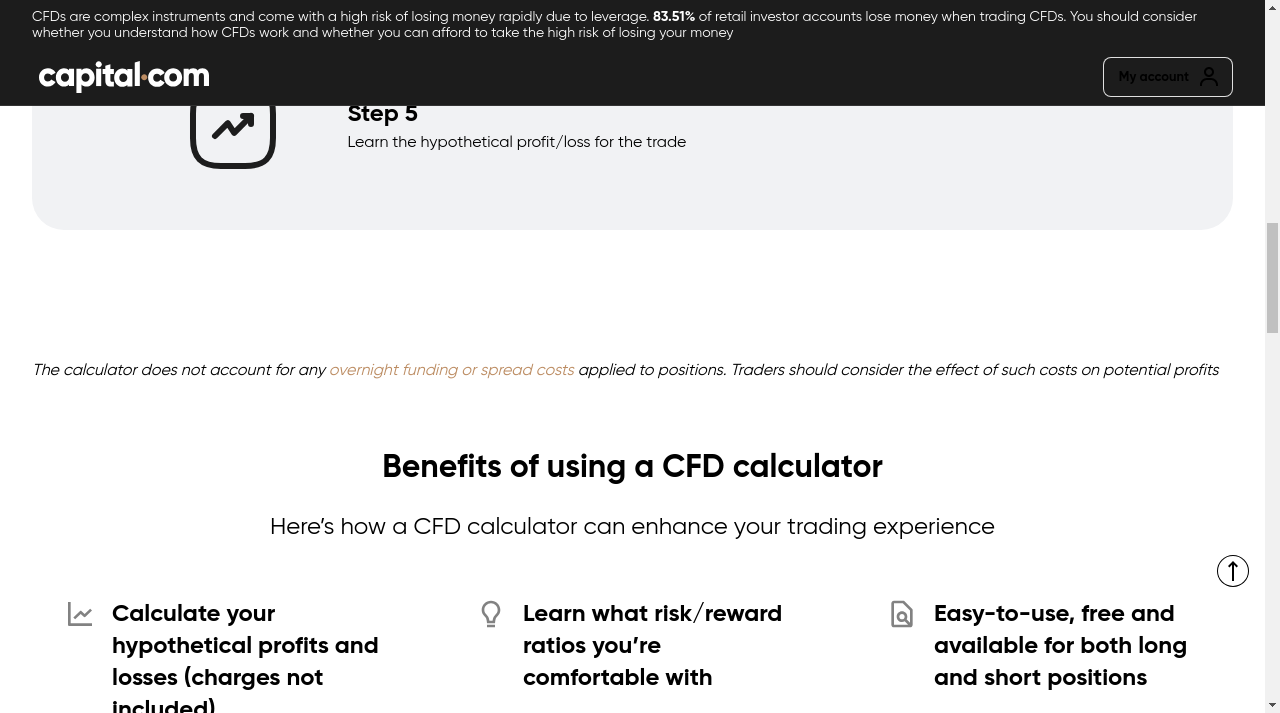 CFDs are complex instruments and come with a high risk of losing money rapidly due to leverage. 83.51% of retail investor accounts lose money when trading CFDs. You should consider
whether you understand how CFDs work and whether you can afford to take the high risk of losing your money
capital.com
My account
Step 5
Learn the hypothetical profit/loss for the trade
The calculator does not account for any overnight funding or spread costs applied to positions. Traders should consider the effect of such costs on potential profits
Benefits of using a CFD calculator
Here’s how a CFD calculator can enhance your trading experience
Calculate your
hypothetical profits and
losses (charges not
included)
Learn what risk/reward
ratios you’re
comfortable with
Easy-to-use, free and
available for both long
and short positions